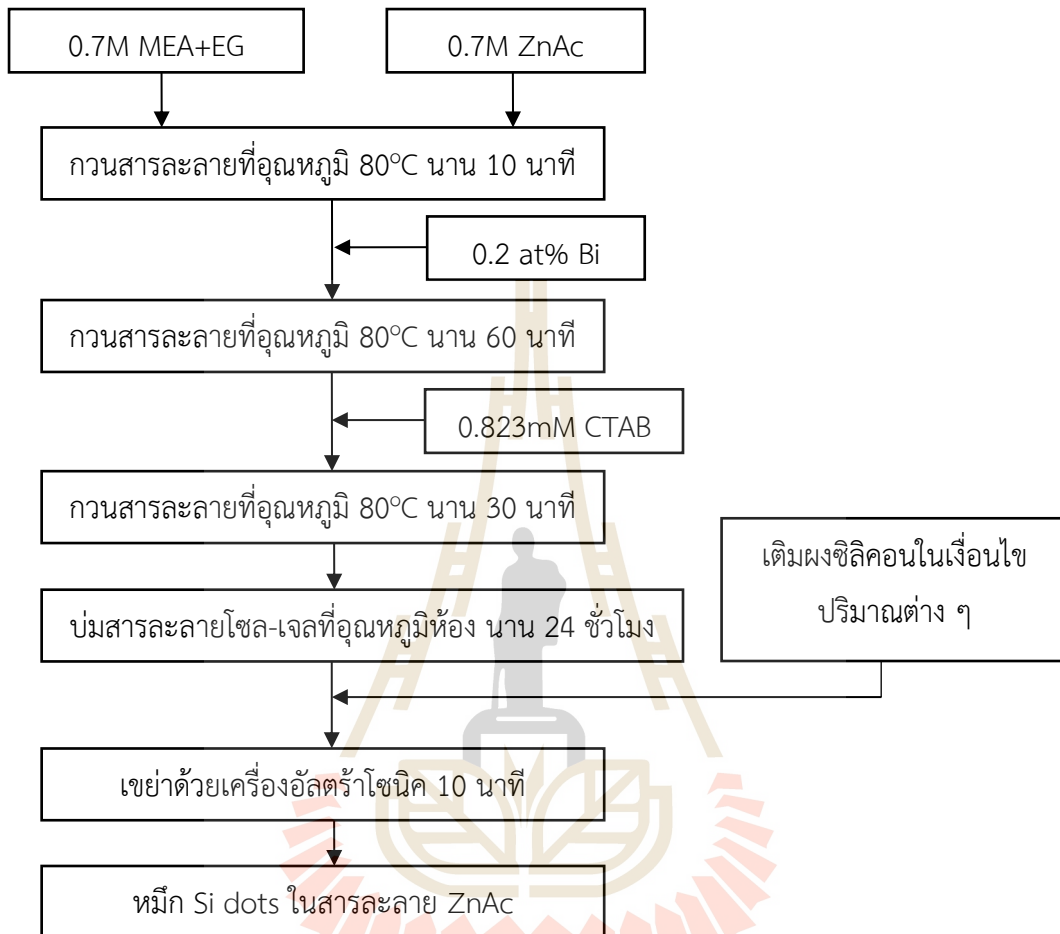 0.7M MEA+EG
0.7M ZnAc
กวนสารละลายที่อุณหภูมิ 80°C นาน 10 นาที
0.2 at% Bi
กวนสารละลายที่อุณหภูมิ 80°C นาน 60 นาที
0.823mM CTAB
กวนสารละลายที่อุณหภูมิ 80°C นาน 30 นาที
เติมผงซิลิคอนในเงื่อนไข
ปริมาณต่าง ๆ
บ่มสารละลายโซล-เจลที่อุณหภูมิห้อง นาน 24 ชั่วโมง
เขย่าด้วยเครื่องอัลตร้าโซนิค 10 นาที
หมึก Si dots ในสารละลาย ZnAc